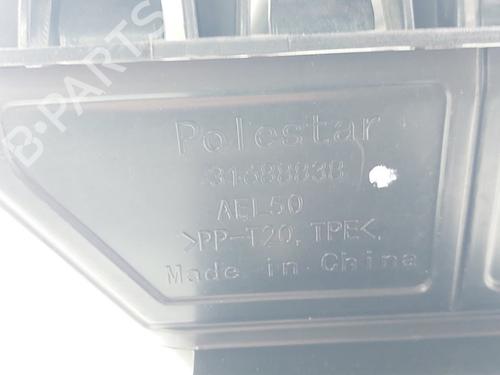 B-PARTS
Polestar
31688838
AEL50
>PP-T20, TPE<.
Made in China